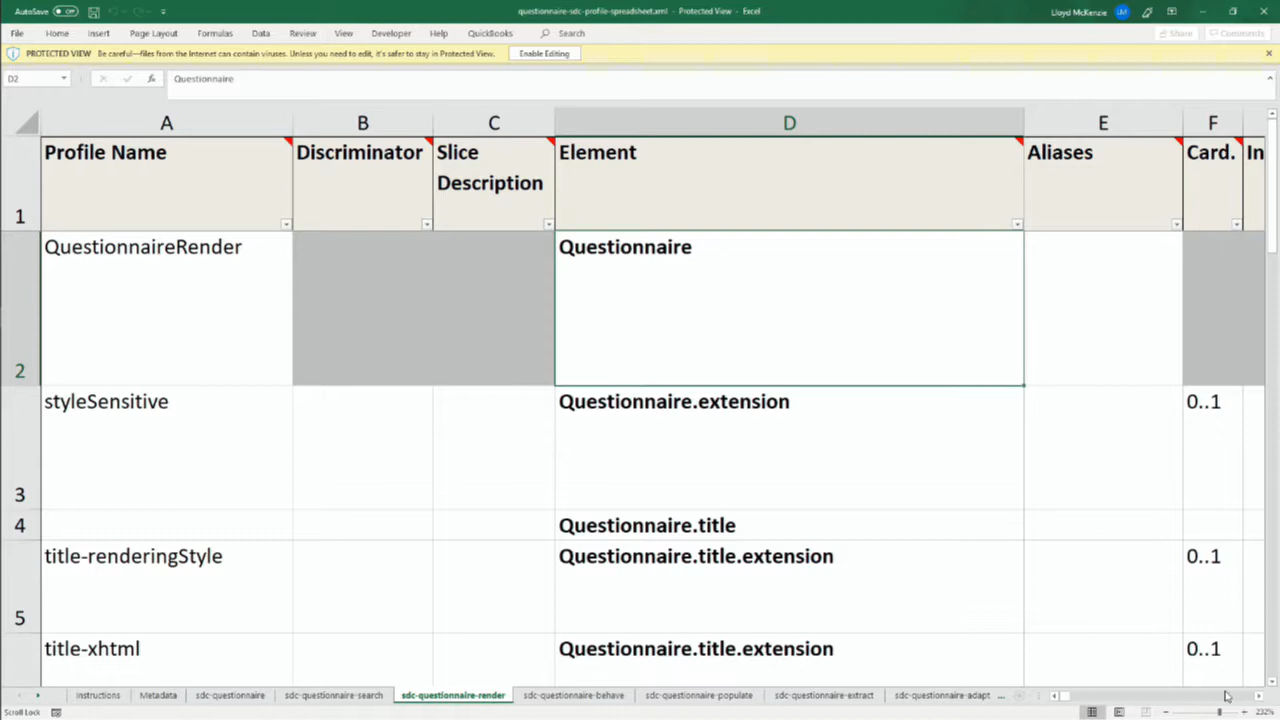 AutoSave Off questionnaire-sdc-profile-spreadsheet.xml - Protected View - Excel Lloyd McKenzie LM
File Home Insert Page Layout Formulas Data Review View Developer Help QuickBooks Search Share Comments
PROTECTED VIEW Be careful—files from the Internet can contain viruses. Unless you need to edit, it's safer to stay in Protected View. Enable Editing
D2 fx Questionnaire
A B C D E F
1 Profile Name Discriminator Slice Description Element Aliases Card. In
2 QuestionnaireRender Questionnaire
3 styleSensitive Questionnaire.extension 0..1
4 Questionnaire.title
5 title-renderingStyle Questionnaire.title.extension 0..1
title-xhtml Questionnaire.title.extension 0..1
Instructions Metadata sdc-questionnaire sdc-questionnaire-search sdc-questionnaire-render sdc-questionnaire-behave sdc-questionnaire-populate sdc-questionnaire-extract sdc-questionnaire-adapt ...
Scroll Lock 232%